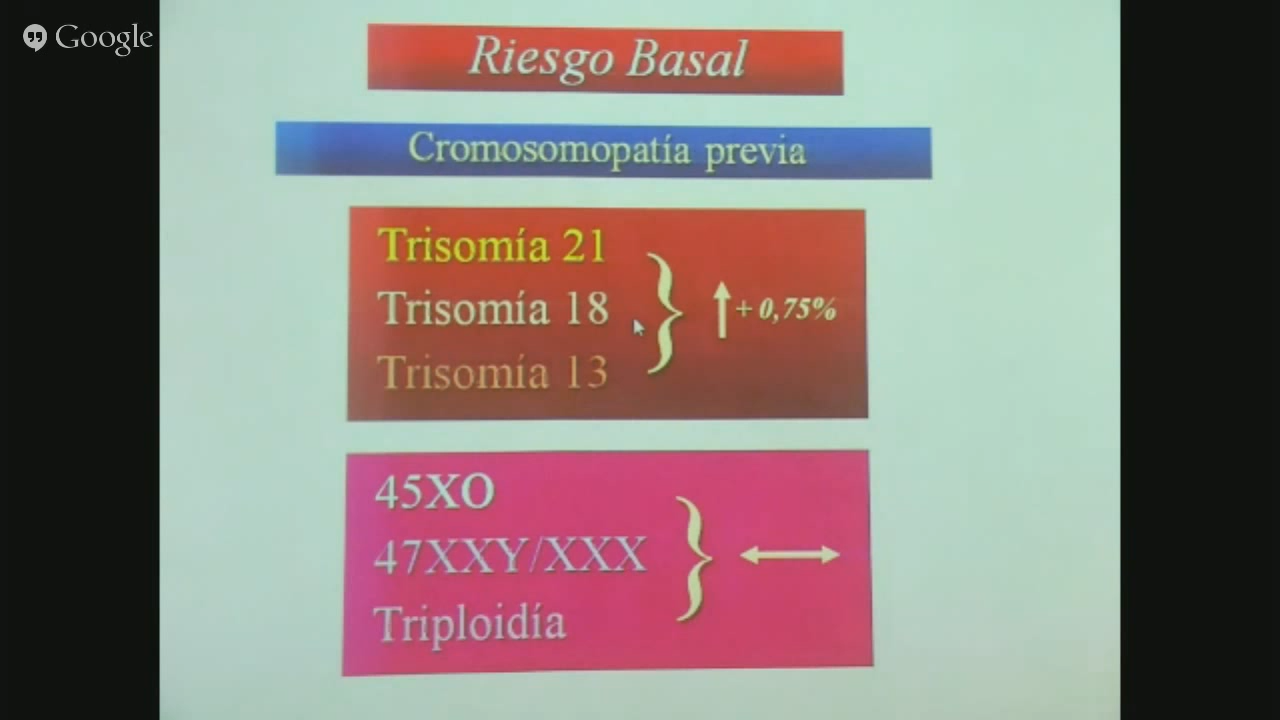 Google
Riesgo Basal
Cromosomopatía previa
Trisomía 21
Trisomía 18
Trisomía 13
+ 0,75%
45XO
47XXY/XXX
Triploidía